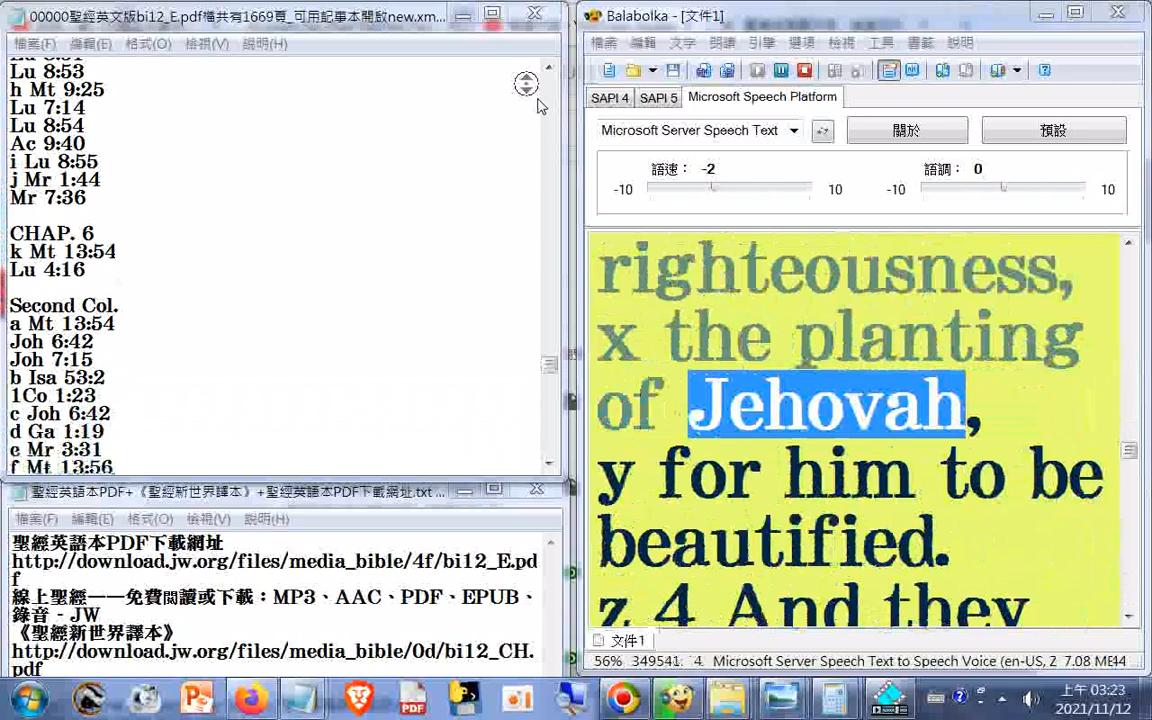 00000聖經英文版bi12_E.pdf檔共有1669頁_可用記事本開啟new.xm...
檔案(F) 編輯(E) 格式(O) 檢視(V) 說明(H)
Lu 8:53
h Mt 9:25
Lu 7:14
Lu 8:54
Ac 9:40
i Lu 8:55
j Mr 1:44
Mr 7:36
CHAP. 6
k Mt 13:54
Lu 4:16
Second Col.
a Mt 13:54
Joh 6:42
Joh 7:15
b Isa 53:2
1Co 1:23
c Joh 6:42
d Ga 1:19
e Mr 3:31
f Mt 13:56
聖經英語本PDF+《聖經新世界譯本》+聖經英語本PDF下載網址.txt ...
檔案(F) 編輯(E) 格式(O) 檢視(V) 說明(H)
聖經英語本PDF下載網址
http://download.jw.org/files/media_bible/4f/bi12_E.pd
f
線上聖經——免費閱讀或下載：MP3、AAC、PDF、EPUB、
錄音 - JW
《聖經新世界譯本》
http://download.jw.org/files/media_bible/0d/bi12_CH.
pdf
Balabolka - [文件1]
檔案 編輯 文字 朗讀 引擎 選項 檢視 工具 書籤 說明
SAPI 4 SAPI 5 Microsoft Speech Platform
Microsoft Server Speech Text 關於 預設
語速： -2 語調： 0
-10 10 -10 10
righteousness,
x the planting
of Jehovah,
y for him to be
beautified.
z 4 And they
文件1
56% 349541: 4. Microsoft Server Speech Text to Speech Voice (en-US, Z 7.08 ME44
上午 03:23
2021/11/12